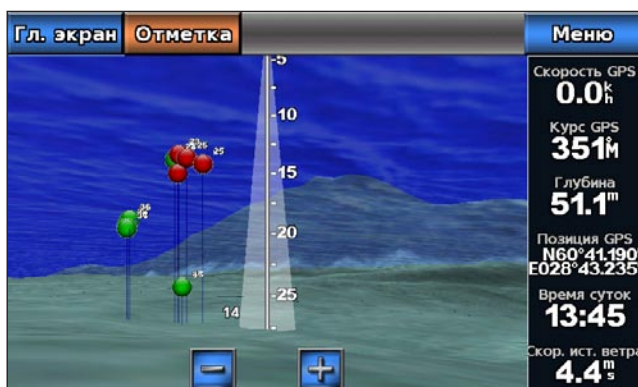 Гл. экран Отметка Меню
Скорость GPS
0.0 k/h
Курс GPS
351°M
Глубина
51.1 m
Позиция GPS
N60°41.190
E028°43.235
Время суток
13:45
Скор. ист. ветра
4.4 m/s
-5
-10
-15
25
-20
14
-25
- +